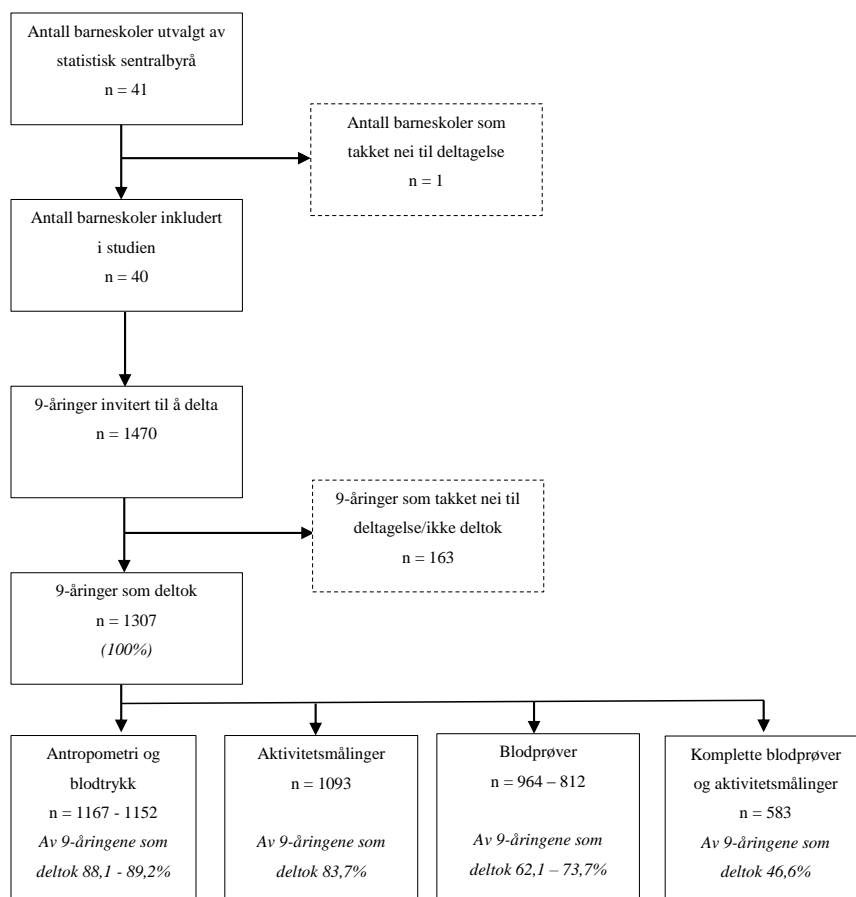 Antall barneskoler utvalgt av
statistisk sentralbyrå
n = 41
Antall barneskoler som
takket nei til deltagelse
n = 1
Antall barneskoler inkludert
i studien
n = 40
9-åringer invitert til å delta
n = 1470
9-åringer som takket nei til
deltagelse/ikke deltok
n = 163
9-åringer som deltok
n = 1307
(100%)
Antropometri og
blodtrykk
n = 1167 - 1152
Av 9-åringene som
deltok 88,1 - 89,2%
Aktivitetsmålinger
n = 1093
Av 9-åringene som
deltok 83,7%
Blodprøver
n = 964 – 812
Av 9-åringene som
deltok 62,1 – 73,7%
Komplette blodprøver
og aktivitetsmålinger
n = 583
Av 9-åringene som
deltok 46,6%